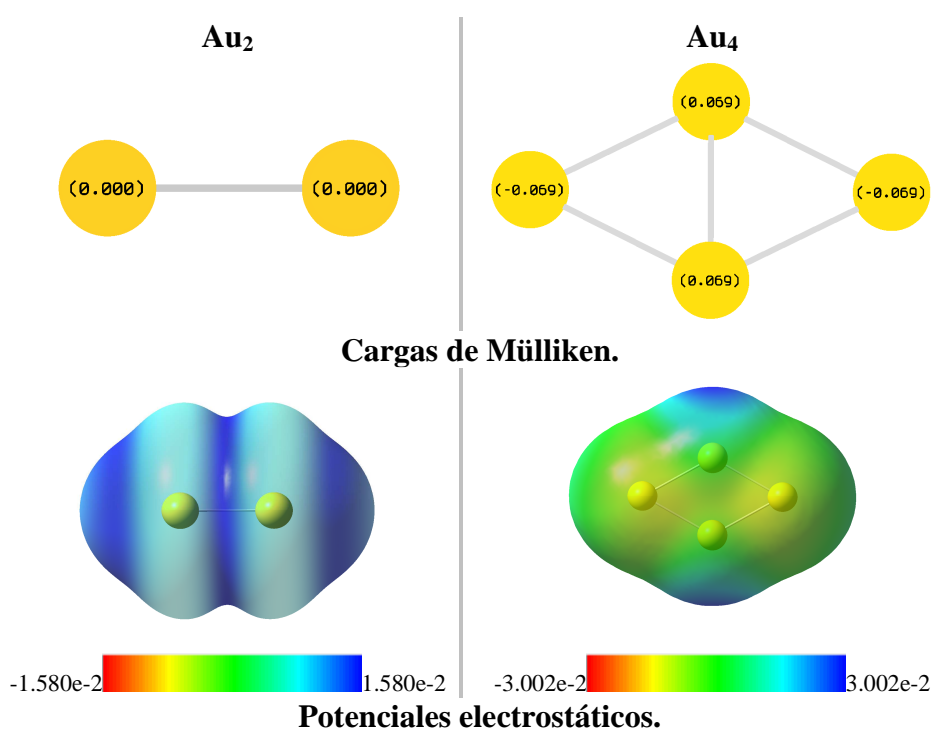 Au₂
Au₄
(0.000) (0.000)
(0.069)
(-0.069) (-0.069)
(0.069)
Cargas de Mülliken.
-1.580e-2 1.580e-2
-3.002e-2 3.002e-2
Potenciales electrostáticos.